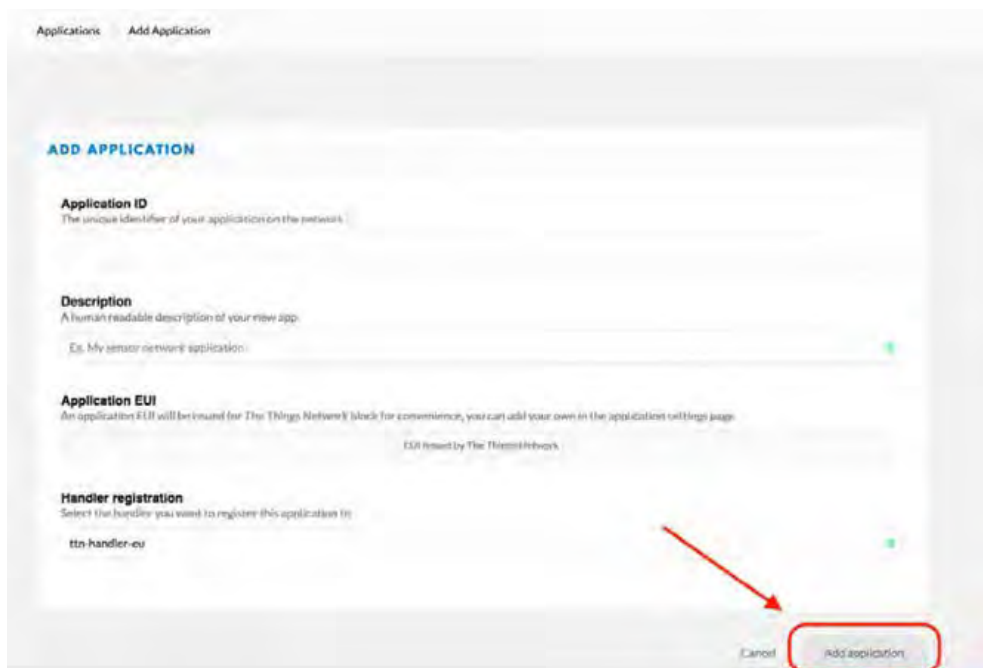 Applications Add Application
ADD APPLICATION
Application ID
The unique identifier of your application on the network
Description
A human readable description of your new app
Ex. My sensor network application
Application EUI
An application EUI will be issued for The Things Network block for convenience, you can add your own in the application settings page.
EUI issued by The Things Network
Handler registration
Select the handler you want to register this application to
ttn-handler-eu
Cancel Add application